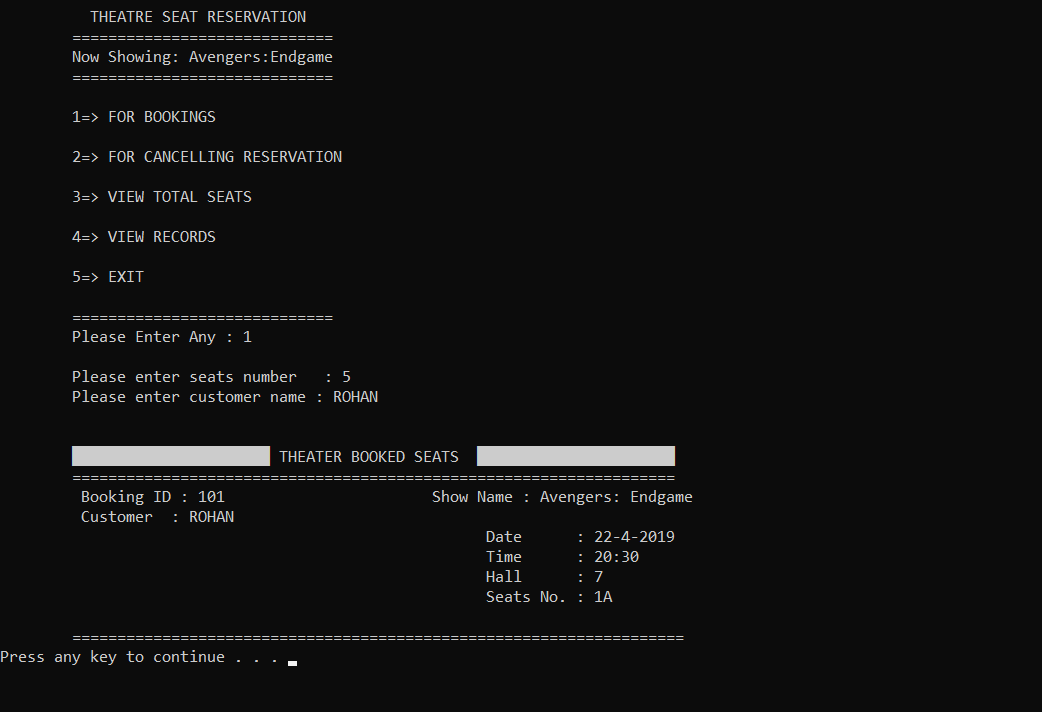 THEATRE SEAT RESERVATION
=============================
Now Showing: Avengers:Endgame
=============================
1=> FOR BOOKINGS
2=> FOR CANCELLING RESERVATION
3=> VIEW TOTAL SEATS
4=> VIEW RECORDS
5=> EXIT
=============================
Please Enter Any : 1
Please enter seats number   : 5
Please enter customer name : ROHAN
THEATER BOOKED SEATS
===================================================================
Booking ID : 101                       Show Name : Avengers: Endgame
Customer  : ROHAN
Date      : 22-4-2019
Time      : 20:30
Hall      : 7
Seats No. : 1A
====================================================================
Press any key to continue . . .